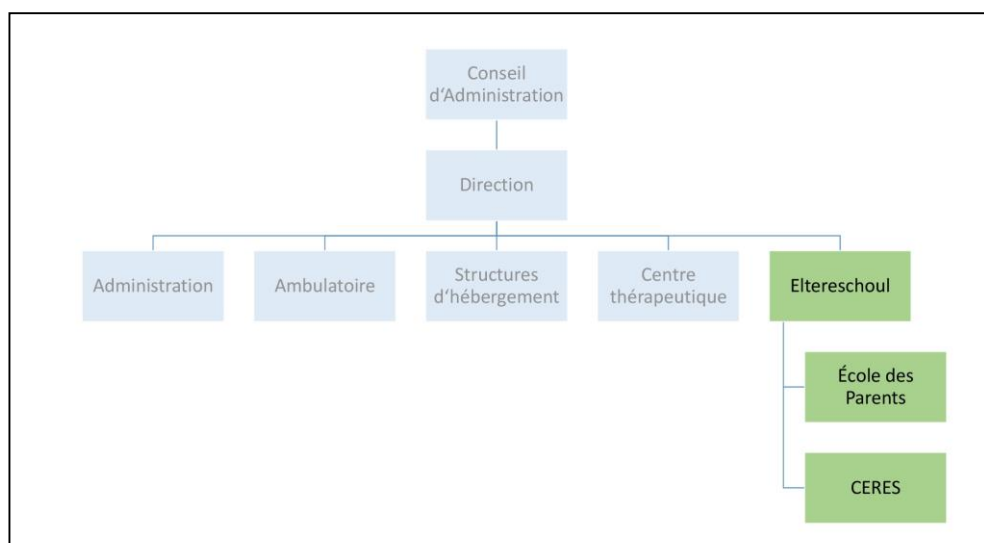 Conseil
d‘Administration
Direction
Administration
Ambulatoire
Structures
d‘hébergement
Centre
thérapeutique
Eltereschoul
École des
Parents
CERES